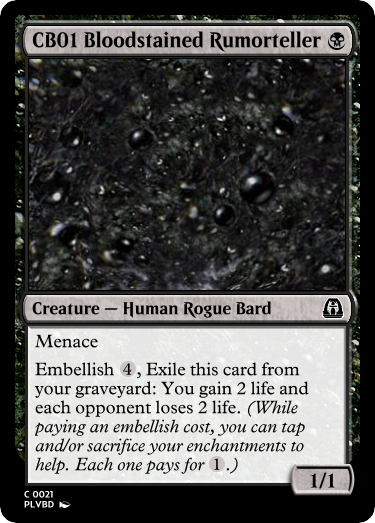 CB01 Bloodstained Rumorteller
Creature — Human Rogue Bard
Menace
Embellish 4, Exile this card from
your graveyard: You gain 2 life and
each opponent loses 2 life. (While
paying an embellish cost, you can tap
and/or sacrifice your enchantments to
help. Each one pays for 1.)
1/1
C 0021
PLVBD